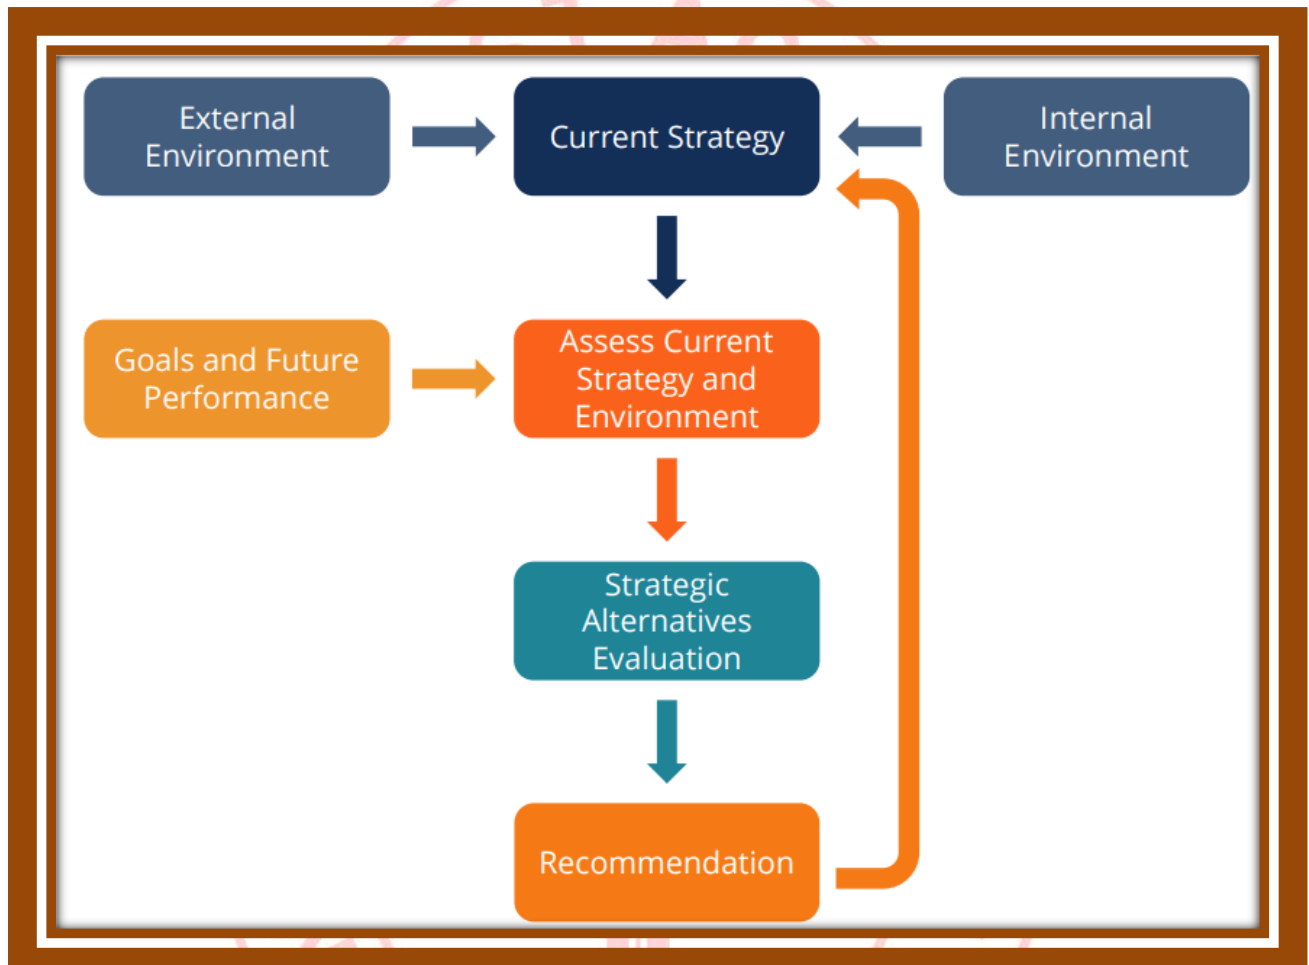 External
Environment
Current Strategy
Internal
Environment
Goals and Future
Performance
Assess Current
Strategy and
Environment
Strategic
Alternatives
Evaluation
Recommendation